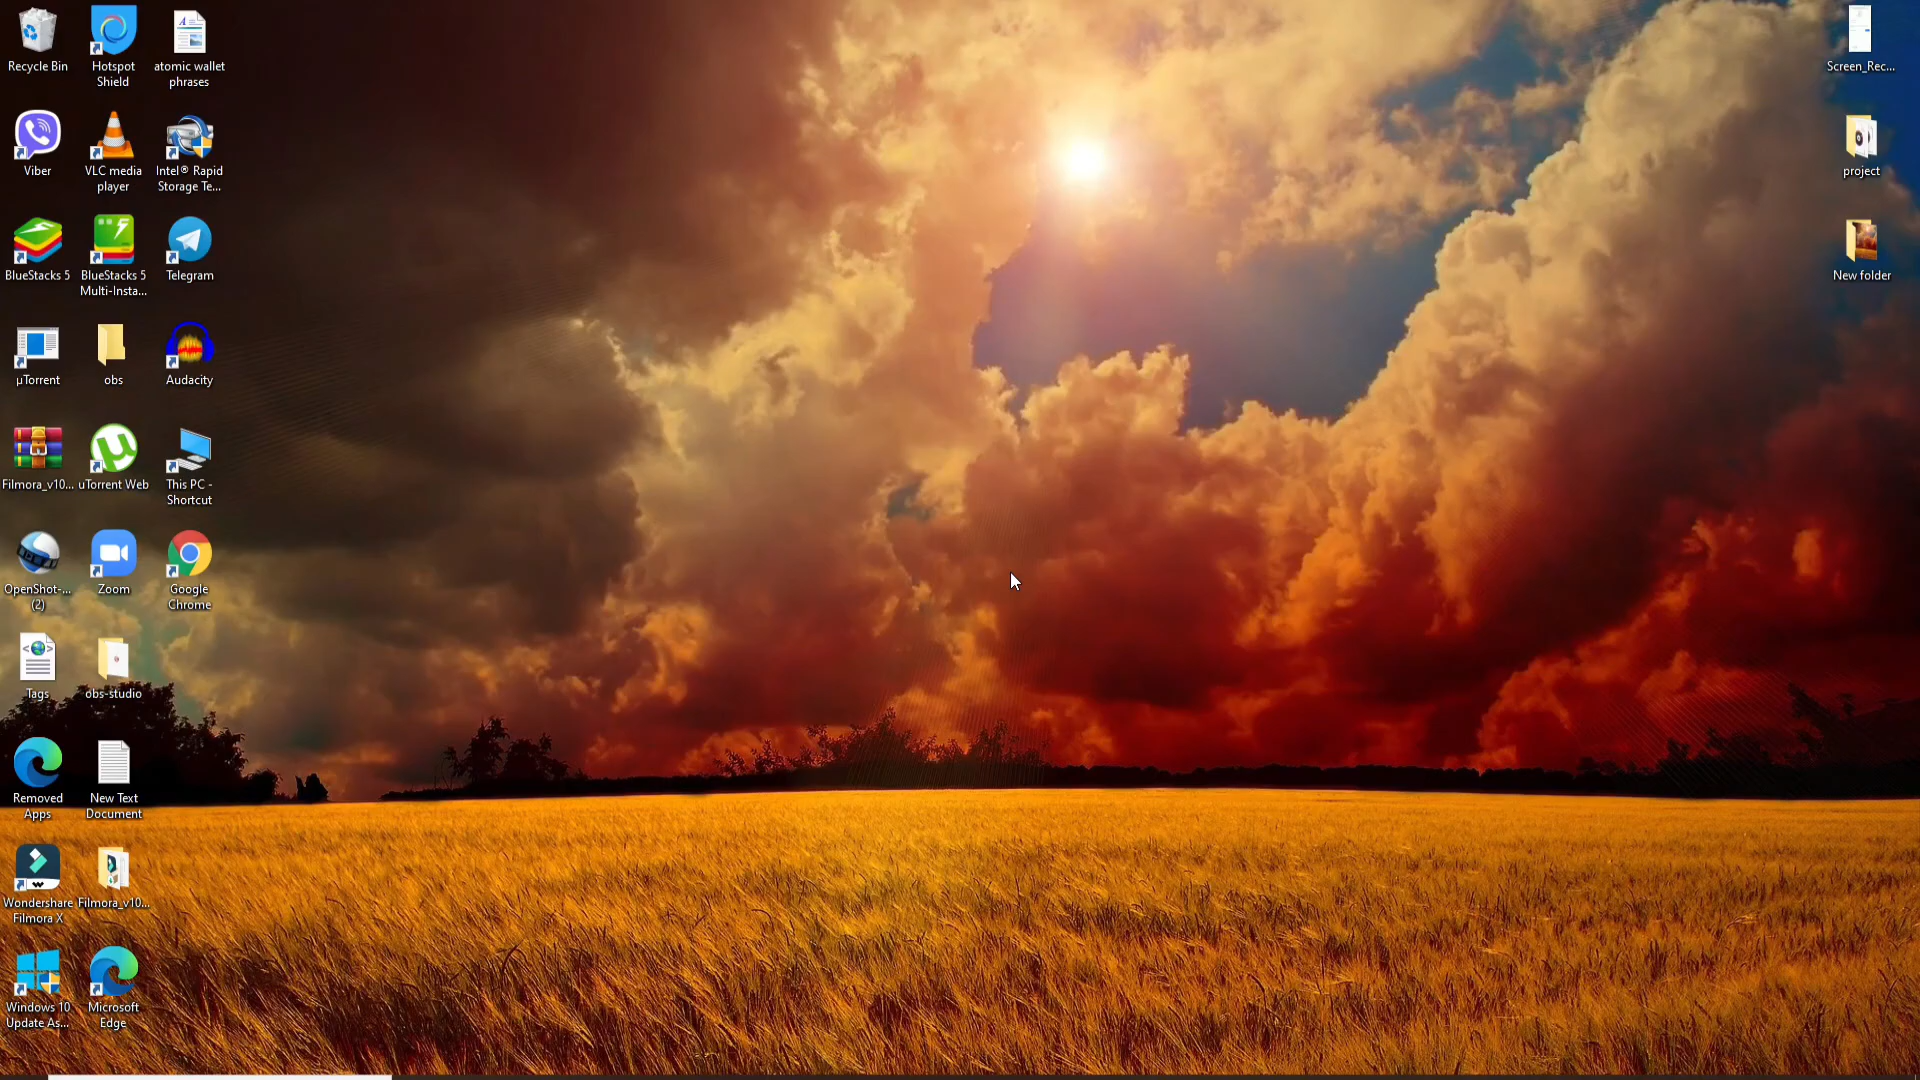 Recycle Bin
Hotspot
Shield
atomic wallet
phrases
Viber
VLC media
player
Intel® Rapid
Storage Te...
BlueStacks 5
BlueStacks 5
Multi-Insta...
Telegram
µTorrent
obs
Audacity
Filmora_v10...
uTorrent Web
This PC -
Shortcut
OpenShot-...
(2)
Zoom
Google
Chrome
Tags
obs-studio
Removed
Apps
New Text
Document
Wondershare
Filmora X
Filmora_v10...
Windows 10
Update As...
Microsoft
Edge
Screen_Rec...
project
New folder